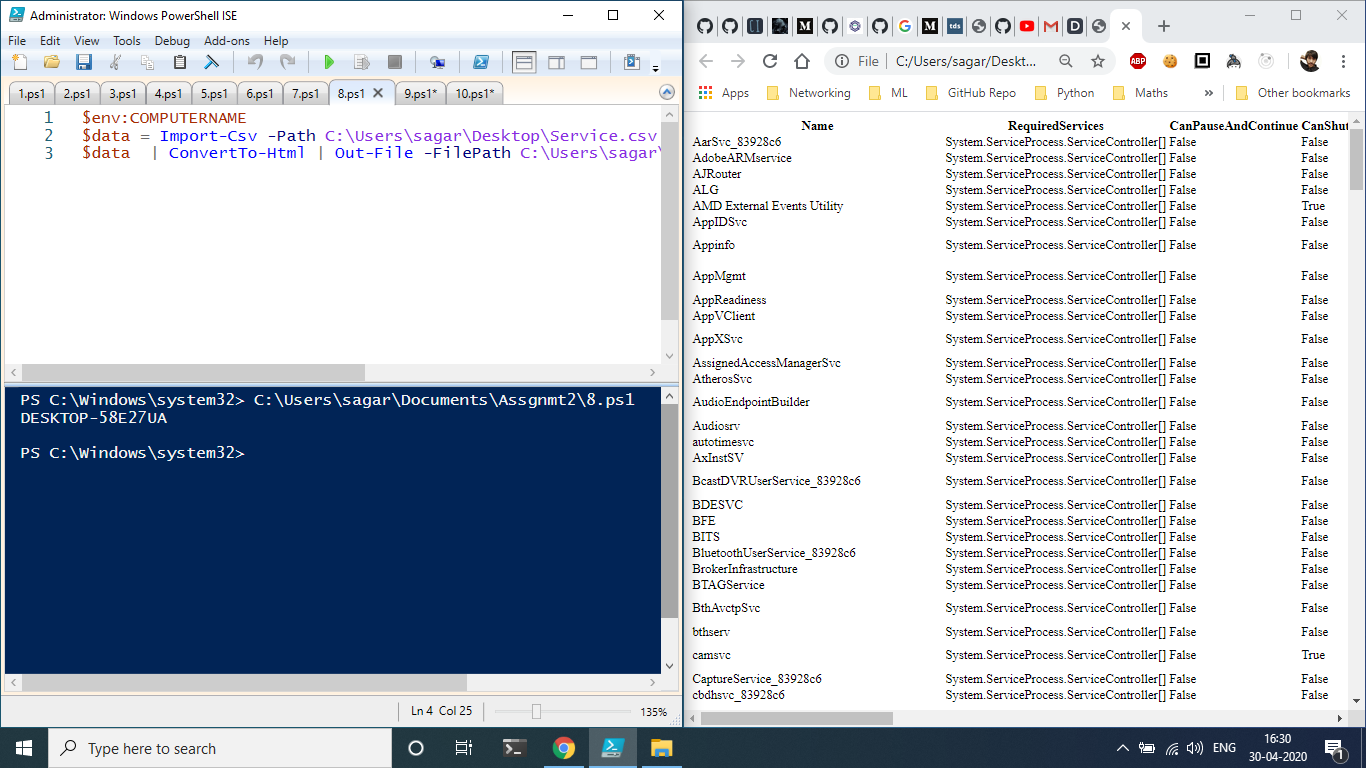 Administrator: Windows PowerShell ISE
File Edit View Tools Debug Add-ons Help
1.ps1 2.ps1 3.ps1 4.ps1 5.ps1 6.ps1 7.ps1 8.ps1 9.ps1* 10.ps1*
1 $env:COMPUTERNAME
2 $data = Import-Csv -Path C:\Users\sagar\Desktop\Service.csv
3 $data | ConvertTo-Html | Out-File -FilePath C:\Users\sagar\
PS C:\Windows\system32> C:\Users\sagar\Documents\Assgnmt2\8.ps1
DESKTOP-58E27UA
PS C:\Windows\system32>
Ln 4 Col 25 135%
tds
File C:/Users/sagar/Deskt...
ABP
Apps Networking ML GitHub Repo Python Maths » Other bookmarks
Name RequiredServices CanPauseAndContinue CanShut
AarSvc_83928c6 System.ServiceProcess.ServiceController[] False False
AdobeARMservice System.ServiceProcess.ServiceController[] False False
AJRouter System.ServiceProcess.ServiceController[] False False
ALG System.ServiceProcess.ServiceController[] False False
AMD External Events Utility System.ServiceProcess.ServiceController[] False True
AppIDSvc System.ServiceProcess.ServiceController[] False False
Appinfo System.ServiceProcess.ServiceController[] False False
AppMgmt System.ServiceProcess.ServiceController[] False False
AppReadiness System.ServiceProcess.ServiceController[] False False
AppVClient System.ServiceProcess.ServiceController[] False False
AppXSvc System.ServiceProcess.ServiceController[] False False
AssignedAccessManagerSvc System.ServiceProcess.ServiceController[] False False
AtherosSvc System.ServiceProcess.ServiceController[] False False
AudioEndpointBuilder System.ServiceProcess.ServiceController[] False False
Audiosrv System.ServiceProcess.ServiceController[] False False
autotimesvc System.ServiceProcess.ServiceController[] False False
AxInstSV System.ServiceProcess.ServiceController[] False False
BcastDVRUserService_83928c6 System.ServiceProcess.ServiceController[] False False
BDESVC System.ServiceProcess.ServiceController[] False False
BFE System.ServiceProcess.ServiceController[] False False
BITS System.ServiceProcess.ServiceController[] False False
BluetoothUserService_83928c6 System.ServiceProcess.ServiceController[] False False
BrokerInfrastructure System.ServiceProcess.ServiceController[] False False
BTAGService System.ServiceProcess.ServiceController[] False False
BthAvctpSvc System.ServiceProcess.ServiceController[] False False
bthserv System.ServiceProcess.ServiceController[] False False
camsvc System.ServiceProcess.ServiceController[] False True
CaptureService_83928c6 System.ServiceProcess.ServiceController[] False False
cbdhsvc_83928c6 System.ServiceProcess.ServiceController[] False False
Type here to search
ENG
16:30
30-04-2020
1